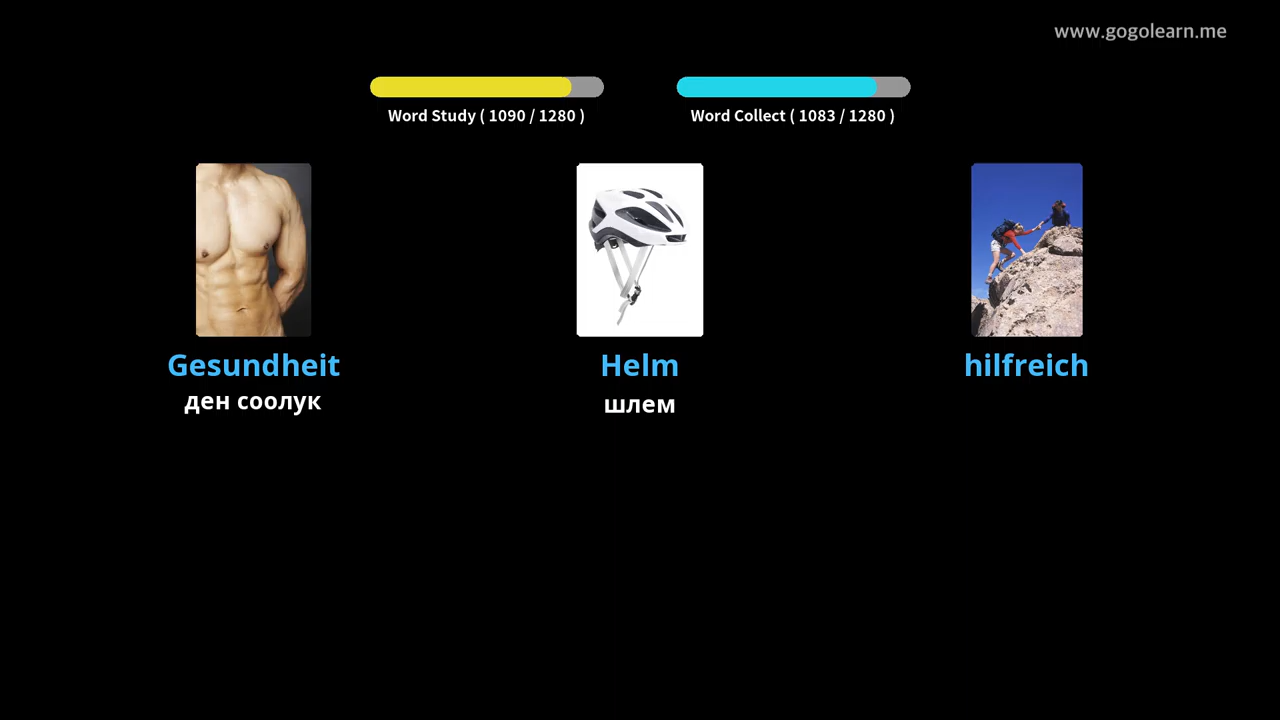 www.gogolearn.me
Word Study ( 1090 / 1280 )
Word Collect ( 1083 / 1280 )
Gesundheit
Helm
hilfreich
ден соолук
шлем